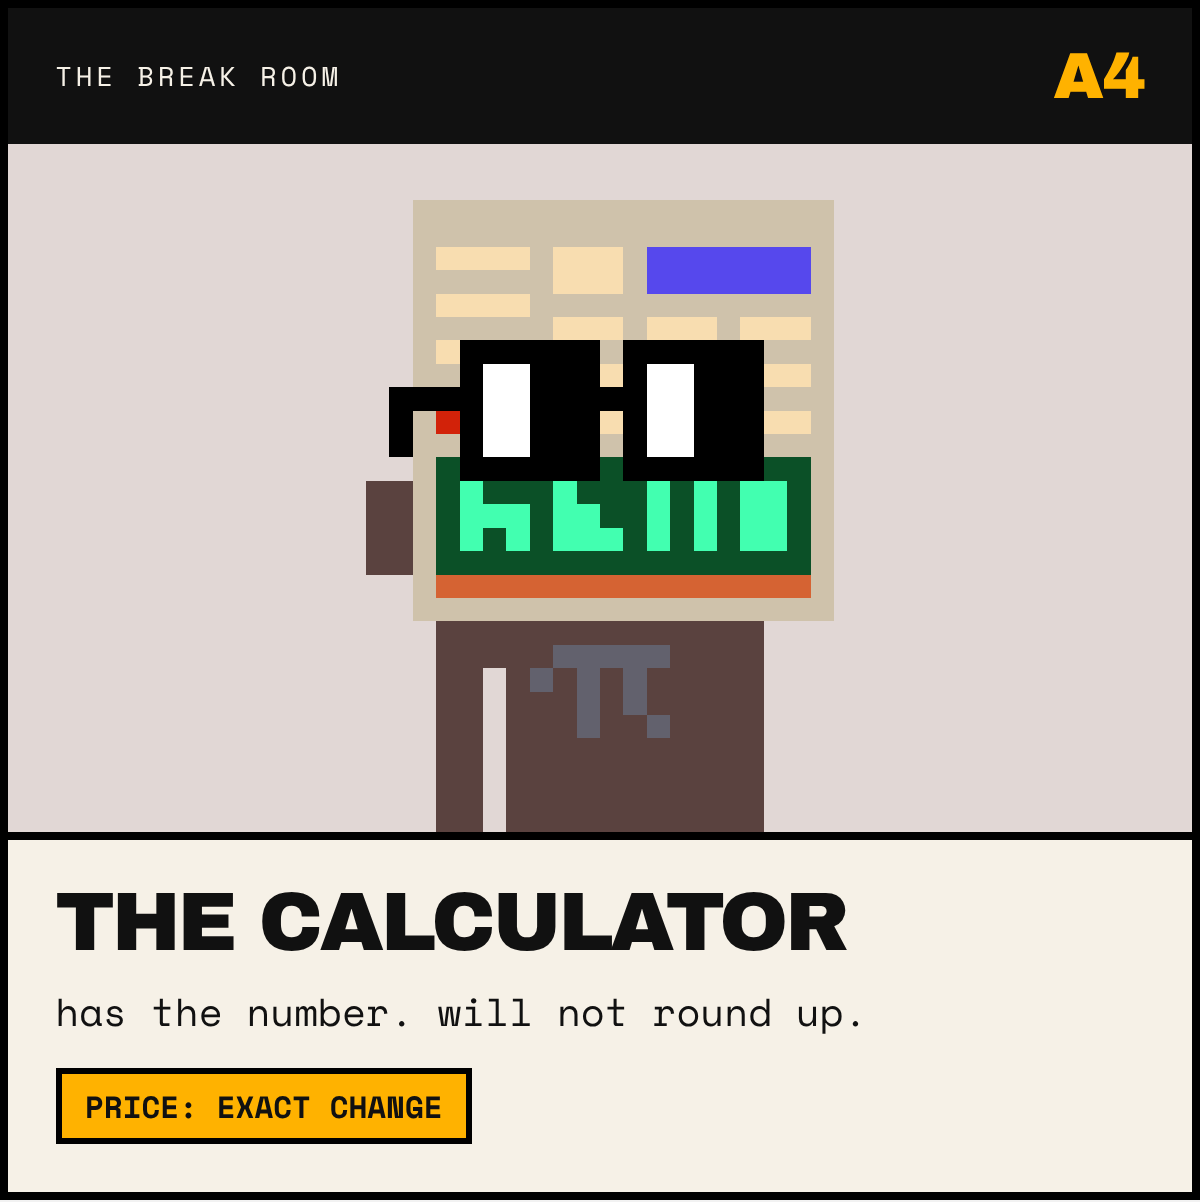 THE BREAK ROOM
A4
π
THE CALCULATOR
has the number. will not round up.
PRICE: EXACT CHANGE